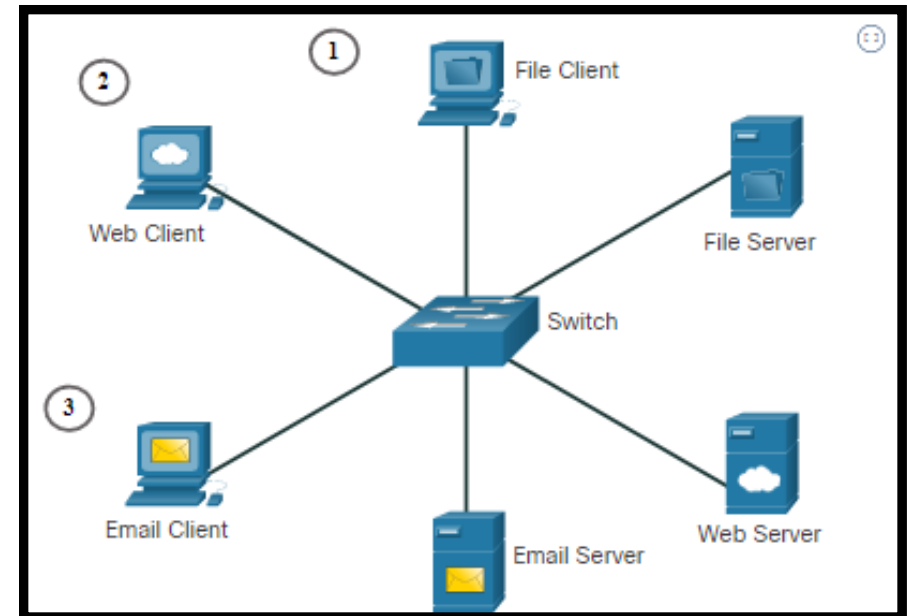 1
File Client
2
Web Client
File Server
Switch
3
Email Client
Email Server
Web Server